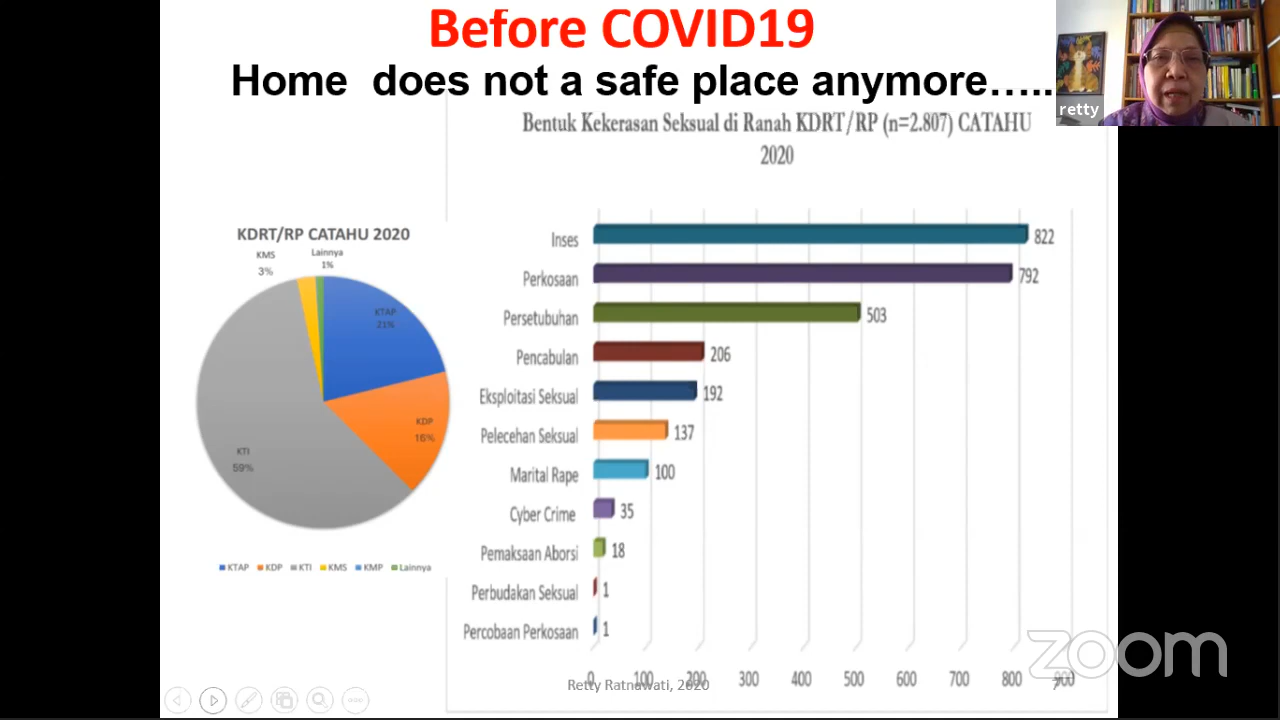 Before COVID19
Home does not a safe place anymore…..
retty
Bentuk Kekerasan Seksual di Ranah KDRT/RP (n=2.807) CATAHU
2020
KDRT/RP CATAHU 2020
KMS
3%
Lainnya
1%
KTAP
21%
KDP
16%
KTI
59%
KTAP KDP KTI KMS KMP Lainnya
Inses 822
Perkosaan 792
Persetubuhan 503
Pencabulan 206
Eksploitasi Seksual 192
Pelecehan Seksual 137
Marital Rape 100
Cyber Crime 35
Pemaksaan Aborsi 18
Perbudakan Seksual 1
Percobaan Perkosaan 1
0 100 200 300 400 500 600 700 800 900
Retty Ratnawati, 2020
7
zoom